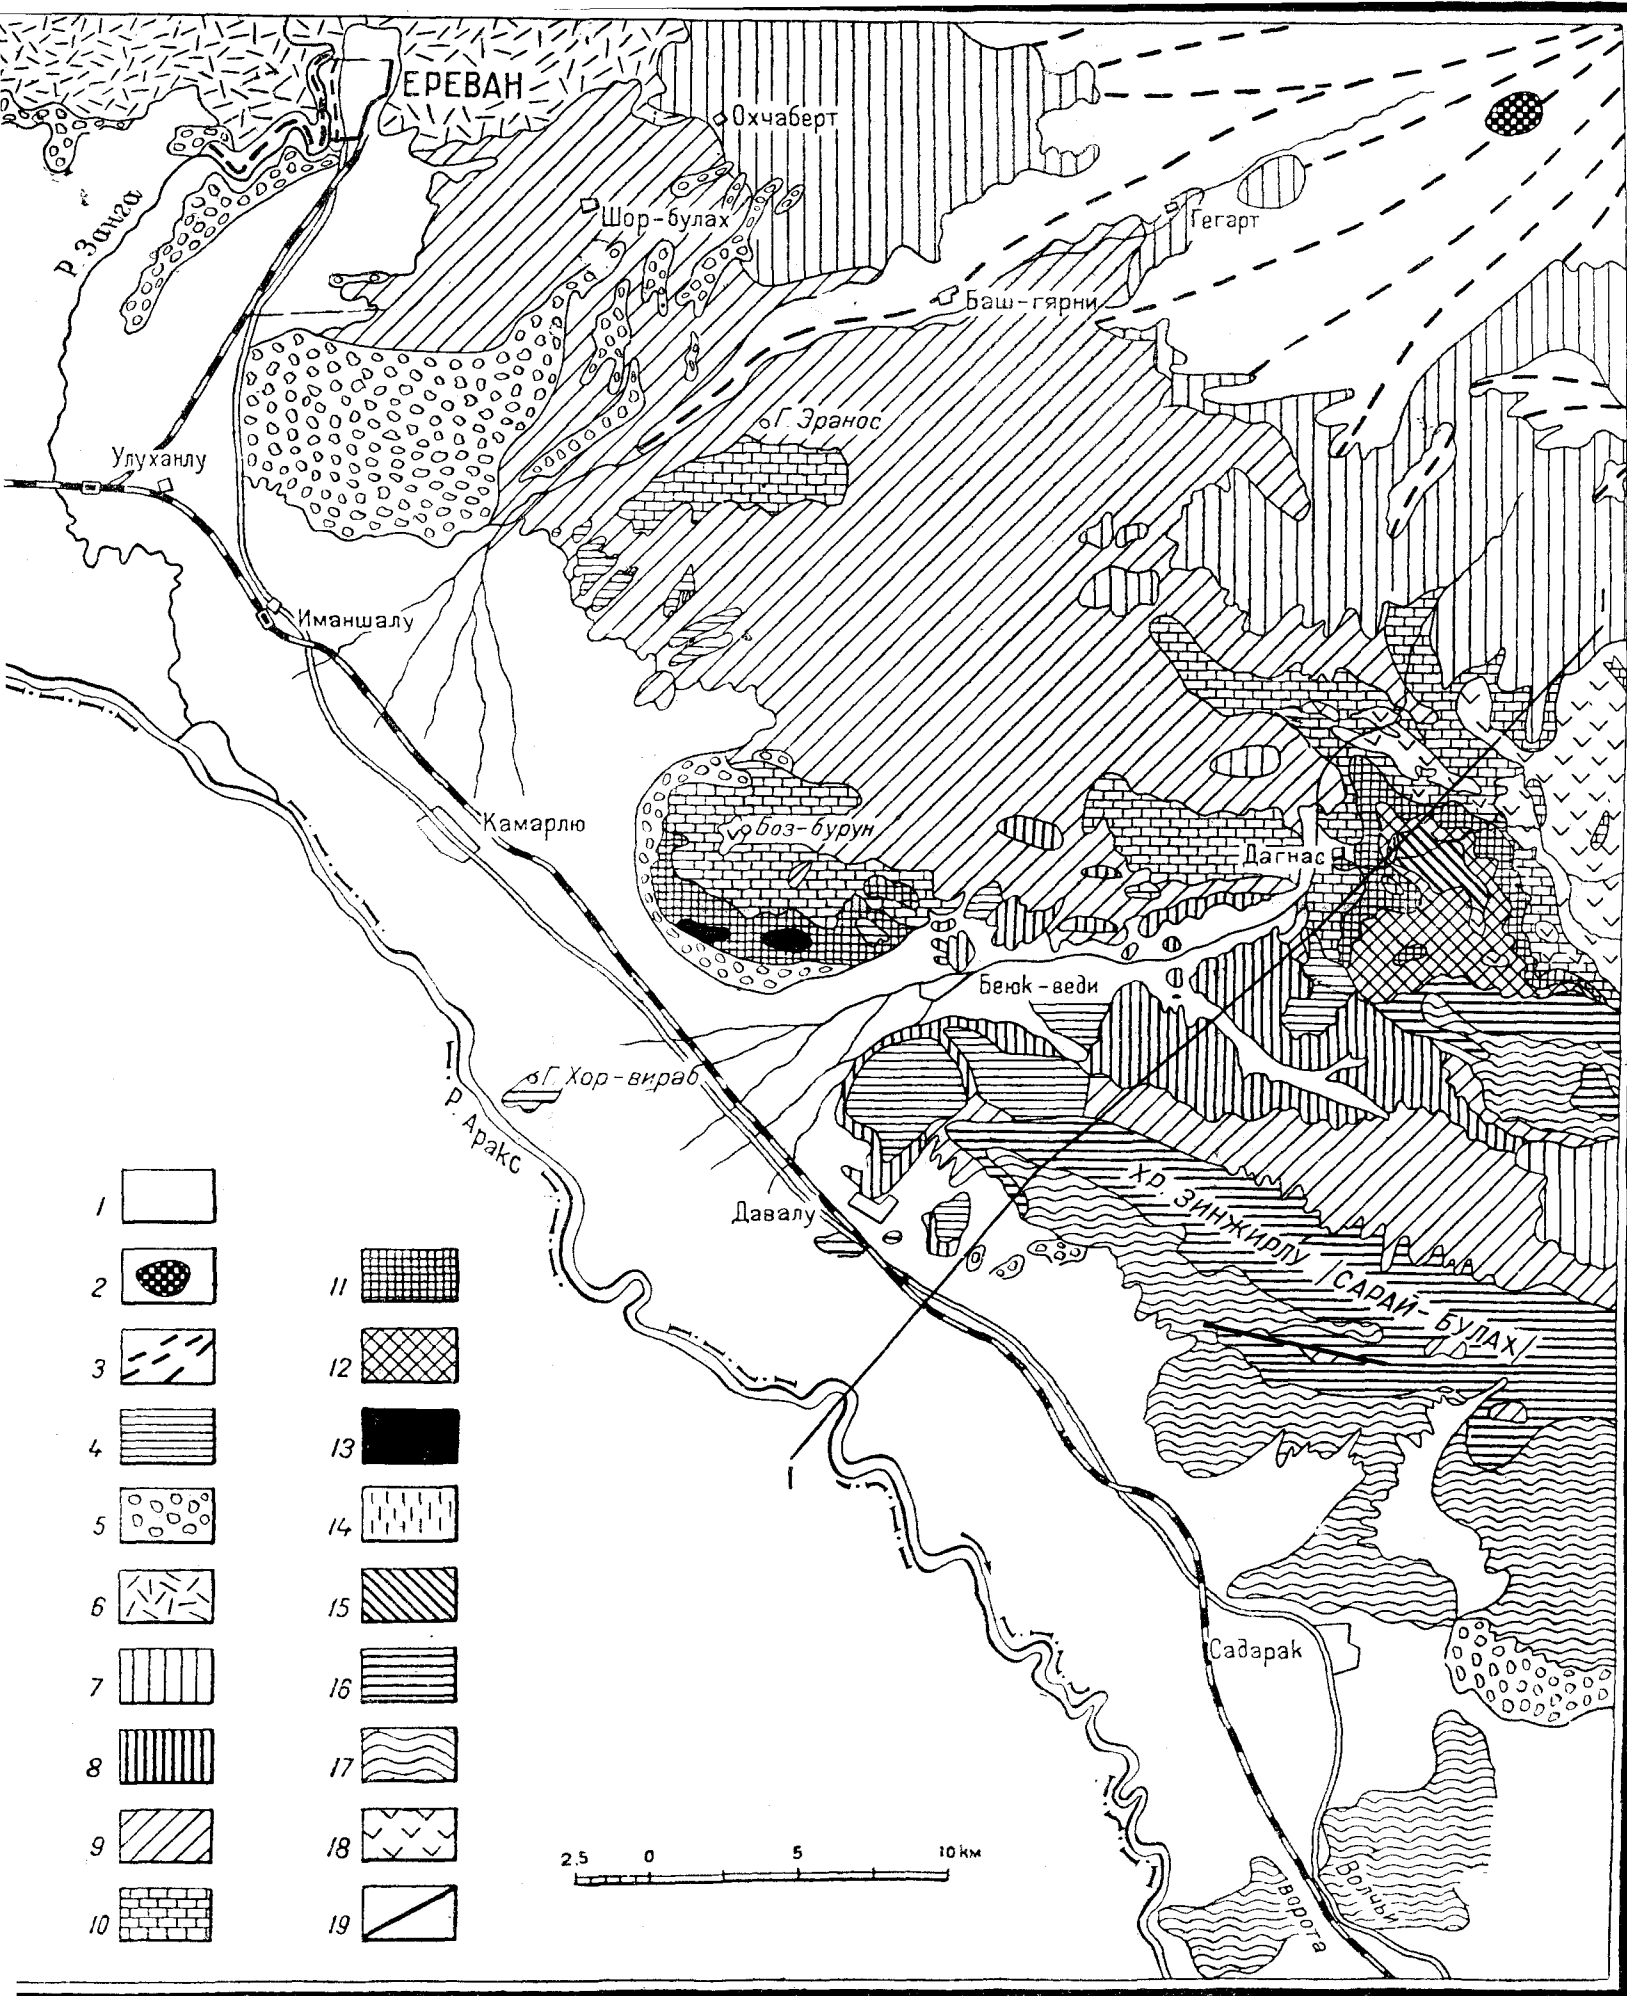 ЕРЕВАН
Охчаберт
Р. Занга
Шор-булах
Гегарт
Баш-гярни
Г. Эранос
Улуханлу
Иманшалу
Камарлю
Боз-бурун
Дагнас
Беюк-веди
Г. Хор-вираб
Р. Аракс
Давалу
ХР. ЗИНЖИРЛУ /САРАЙ-БУЛАХ/
I
Садарак
Волчьи
ворота
1
2
3
4
5
6
7
8
9
10
11
12
13
14
15
16
17
18
19
2,5 0 5 10 км